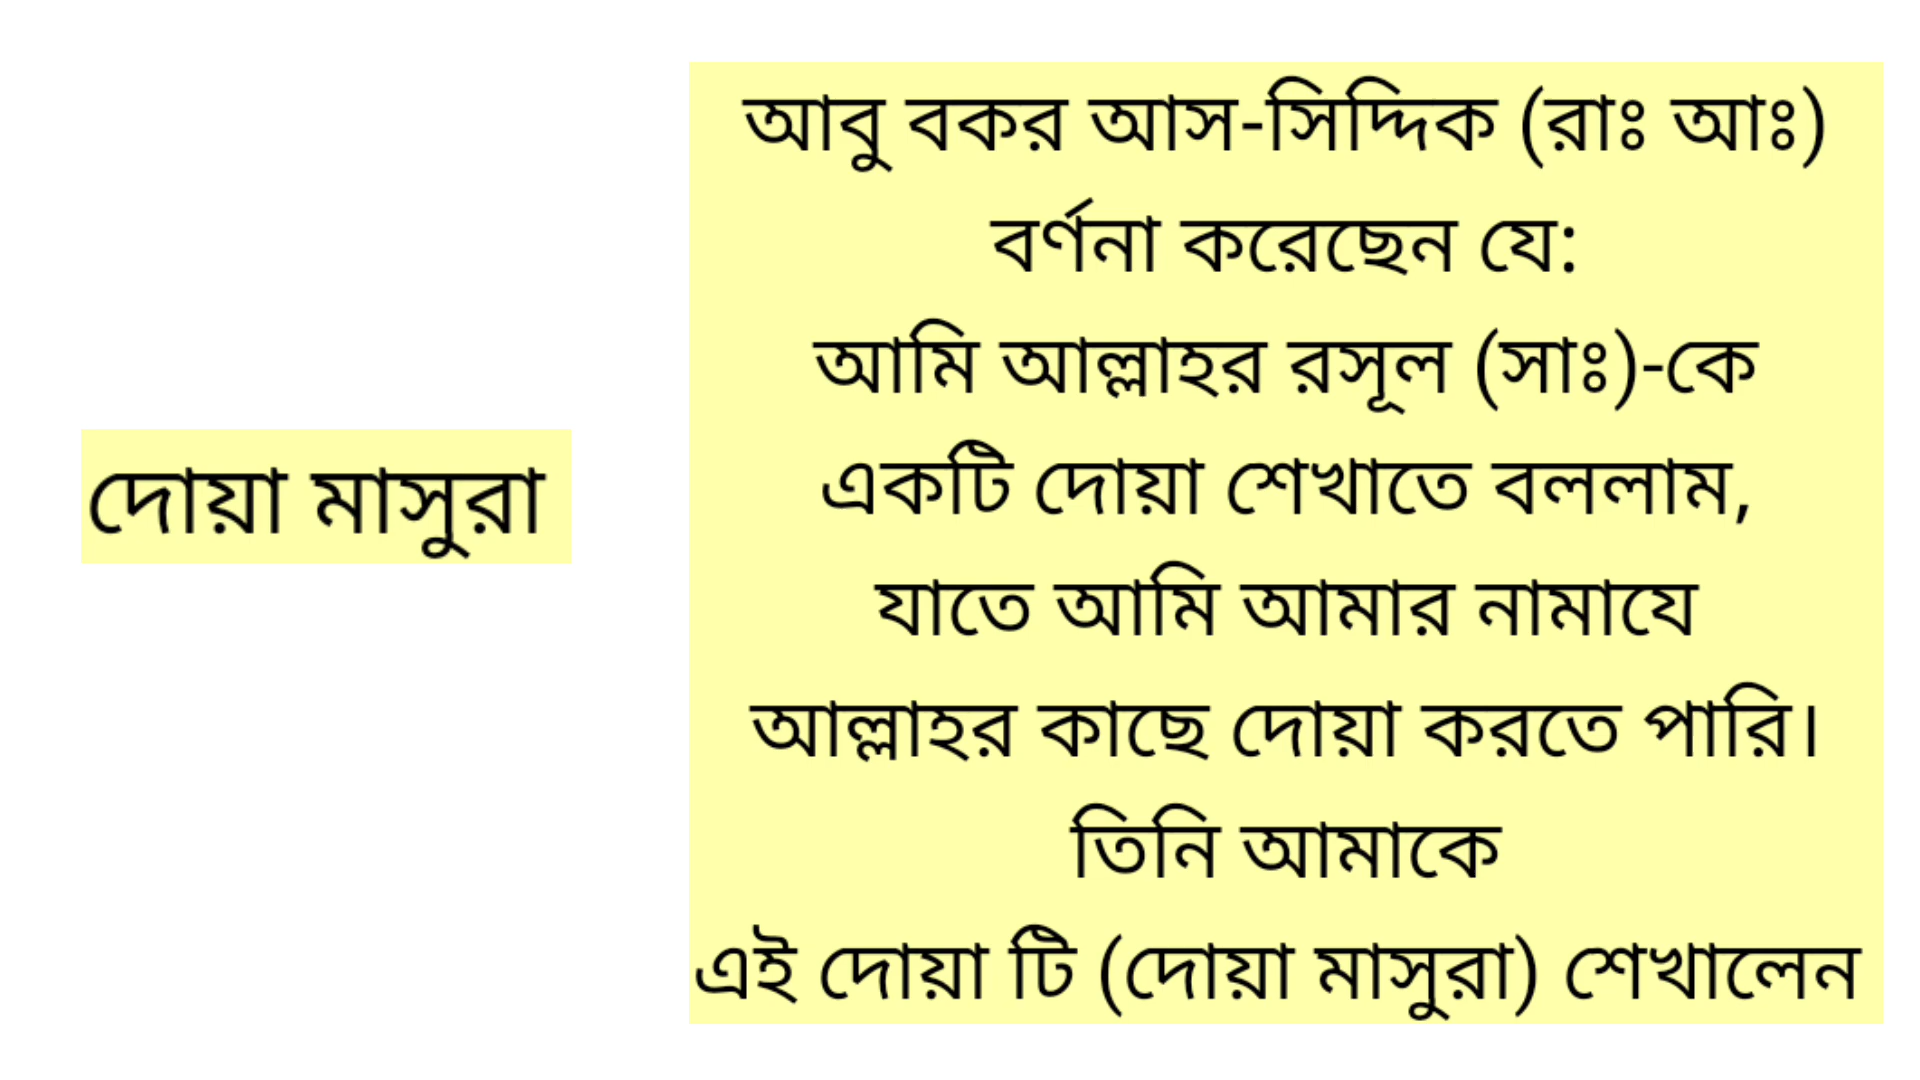 দোয়া মাসুরা
আবু বকর আস-সিদ্দিক (রাঃ আঃ)
বর্ণনা করেছেন যে:
আমি আল্লাহর রসূল (সাঃ)-কে
একটি দোয়া শেখাতে বললাম,
যাতে আমি আমার নামাযে
আল্লাহর কাছে দোয়া করতে পারি।
তিনি আমাকে
এই দোয়া টি (দোয়া মাসুরা) শেখালেন